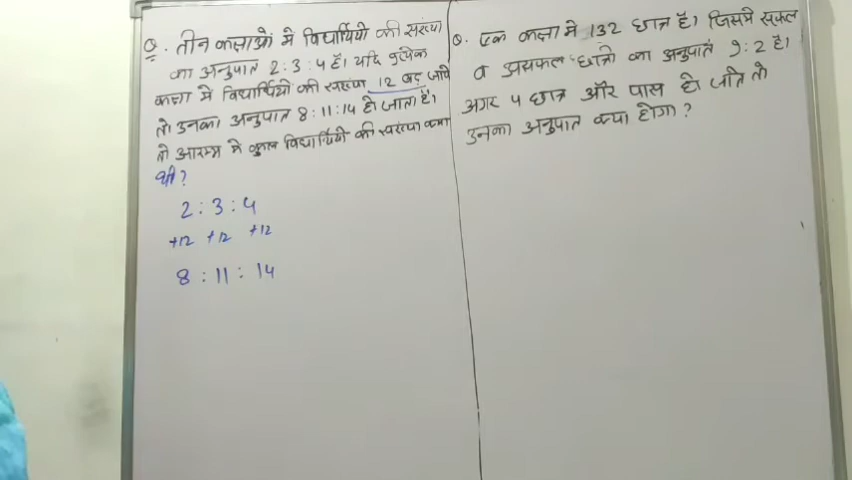 Q. तीन कक्षाओं में विद्यार्थियों की संख्या
का अनुपात 2:3:4 है। यदि प्रत्येक
कक्षा में विद्यार्थियों की संख्या 12 बढ़ जाये
तो उनका अनुपात 8:11:14 हो जाता है।
तो आरम्भ में कुल विद्यार्थियों की संख्या क्या
थी?
2 : 3 : 4
+12 +12 +12
8 : 11 : 14
Q. एक कक्षा में 132 छात्र हैं। जिसमें सफल
व असफल छात्रों का अनुपात 9:2 है।
अगर 4 छात्र और पास हो जाते तो
उनका अनुपात क्या होगा?